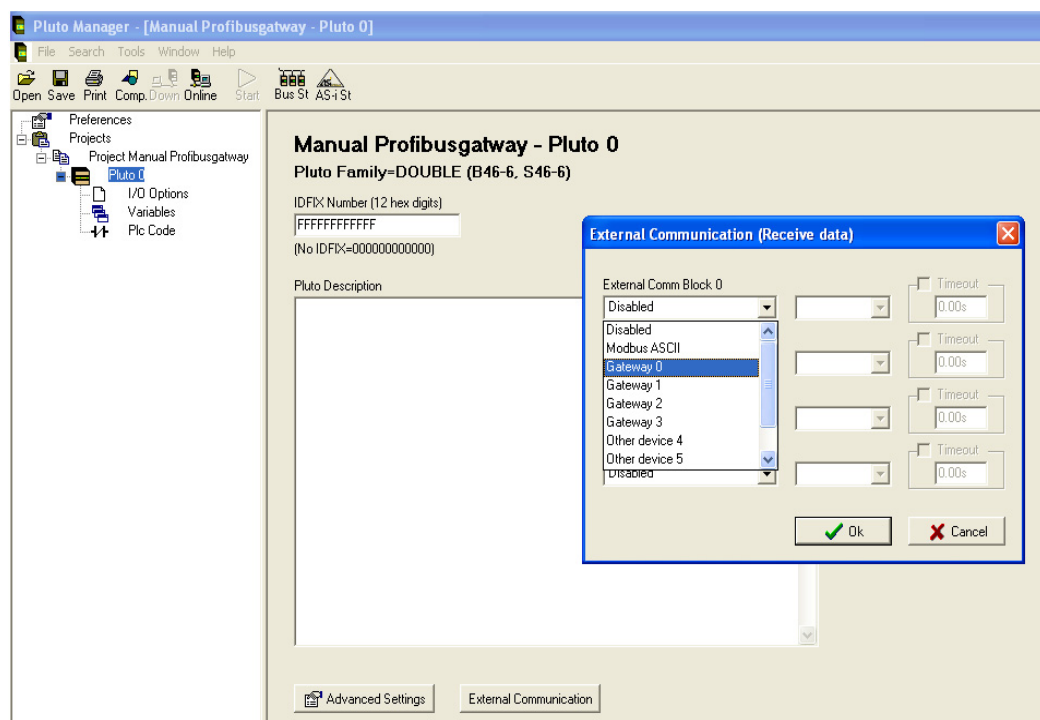 Pluto Manager - [Manual Profibusgatway - Pluto 0]
File Search Tools Window Help
Open Save Print Comp. Down Online Start Bus St AS-i St
Preferences
Projects
Project Manual Profibusgatway
Pluto 0
I/O Options
Variables
Plc Code
Manual Profibusgatway - Pluto 0
Pluto Family=DOUBLE (B46-6, S46-6)
IDFIX Number (12 hex digits)
FFFFFFFFFFFF
(No IDFIX=000000000000)
Pluto Description
Advanced Settings
External Communication
External Communication (Receive data)
External Comm Block 0
Timeout
Disabled
0.00s
Disabled
Modbus ASCII
Timeout
Gateway 0
0.00s
Gateway 1
Timeout
Gateway 2
Gateway 3
0.00s
Other device 4
Timeout
Other device 5
Disabled
0.00s
Ok
Cancel